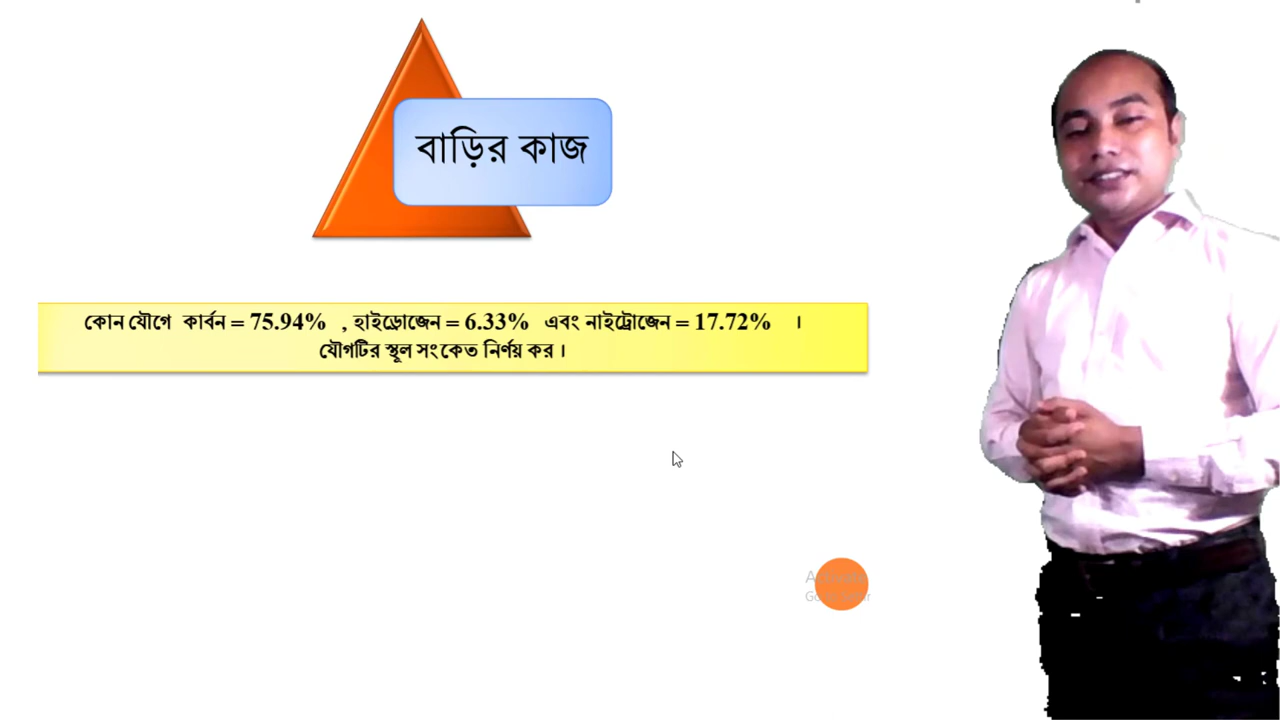 বাড়ির কাজ
কোন যৌগে কার্বন = 75.94% , হাইড্রোজেন = 6.33% এবং নাইট্রোজেন = 17.72% ।
যৌগটির স্থুল সংকেত নির্ণয় কর ।